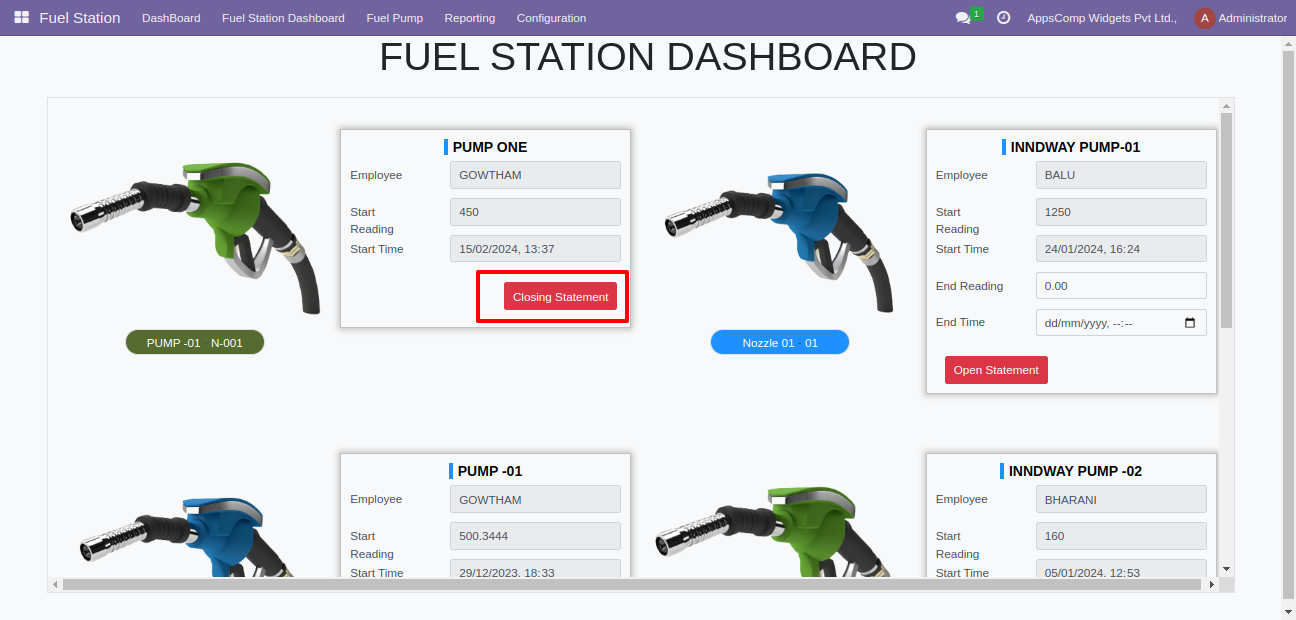 Fuel Station DashBoard Fuel Station Dashboard Fuel Pump Reporting Configuration 1 AppsComp Widgets Pvt Ltd., A Administrator
FUEL STATION DASHBOARD
PUMP ONE
Employee GOWTHAM
Start Reading 450
Start Time 15/02/2024, 13:37
Closing Statement
PUMP -01 N-001
INNDWAY PUMP-01
Employee BALU
Start Reading 1250
Start Time 24/01/2024, 16:24
End Reading 0.00
End Time dd/mm/yyyy, --:--
Open Statement
Nozzle 01 - 01
PUMP -01
Employee GOWTHAM
Start Reading 500.3444
Start Time 29/12/2023, 18:33
INNDWAY PUMP -02
Employee BHARANI
Start Reading 160
Start Time 05/01/2024, 12:53